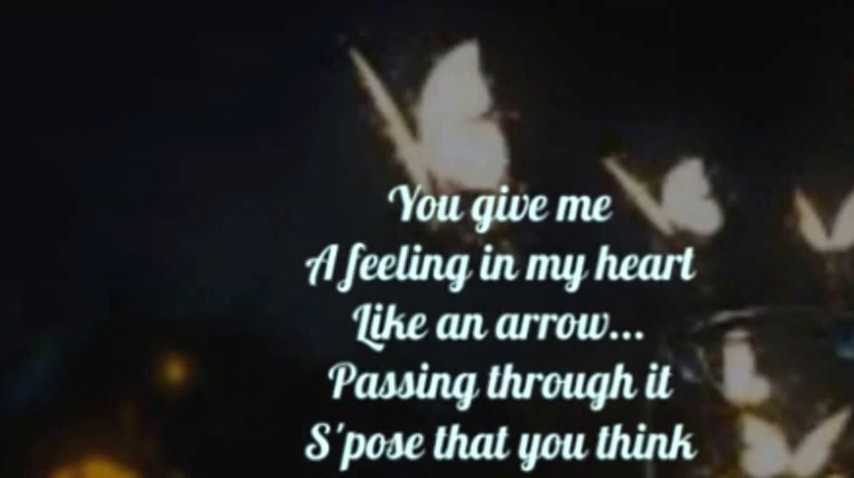 You give me
A feeling in my heart
Like an arrow...
Passing through it
S'pose that you think